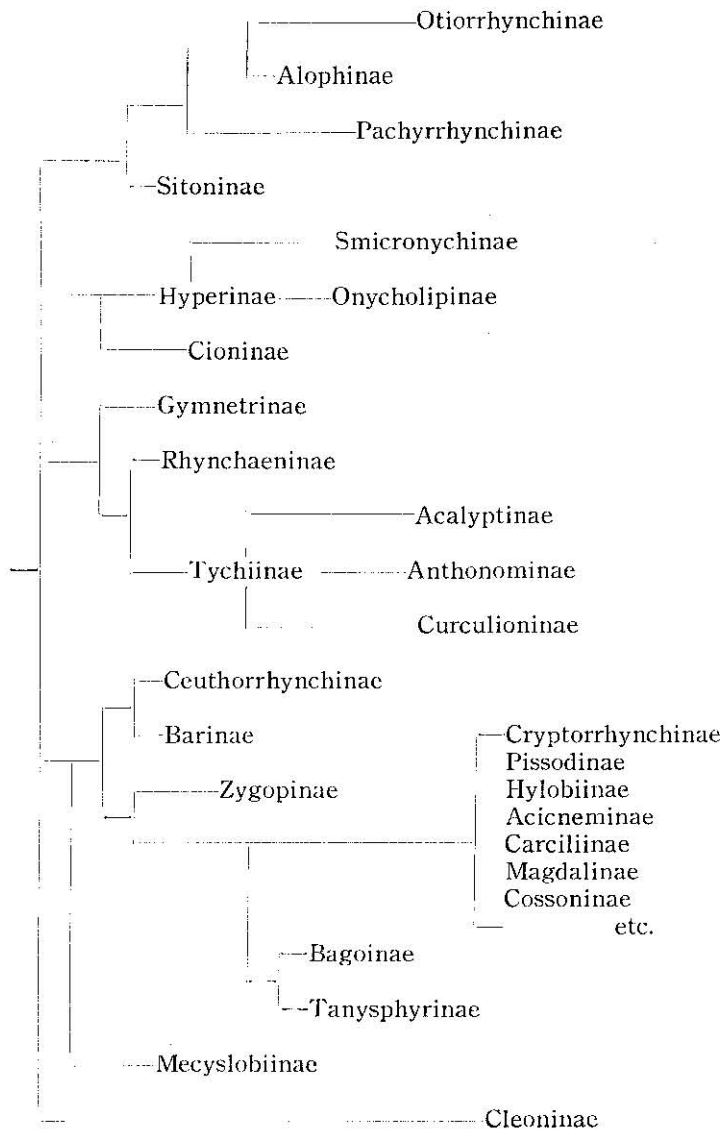 Otiorrhynchinae
Alophinae
Pachyrrhynchinae
Sitoninae
Smicronychinae
Hyperinae Onycholipinae
Cioninae
Gymnetrinae
Rhynchaeninae
Acalyptinae
Tychiinae Anthonominae
Curculioninae
Ceuthorrhynchinae
Barinae
Cryptorrhynchinae
Pissodinae
Zygopinae
Hylobiinae
Acicneminae
Carciliinae
Magdalinae
Cossoninae
etc.
Bagoinae
Tanysphyrinae
Mecyslobiinae
Cleoninae